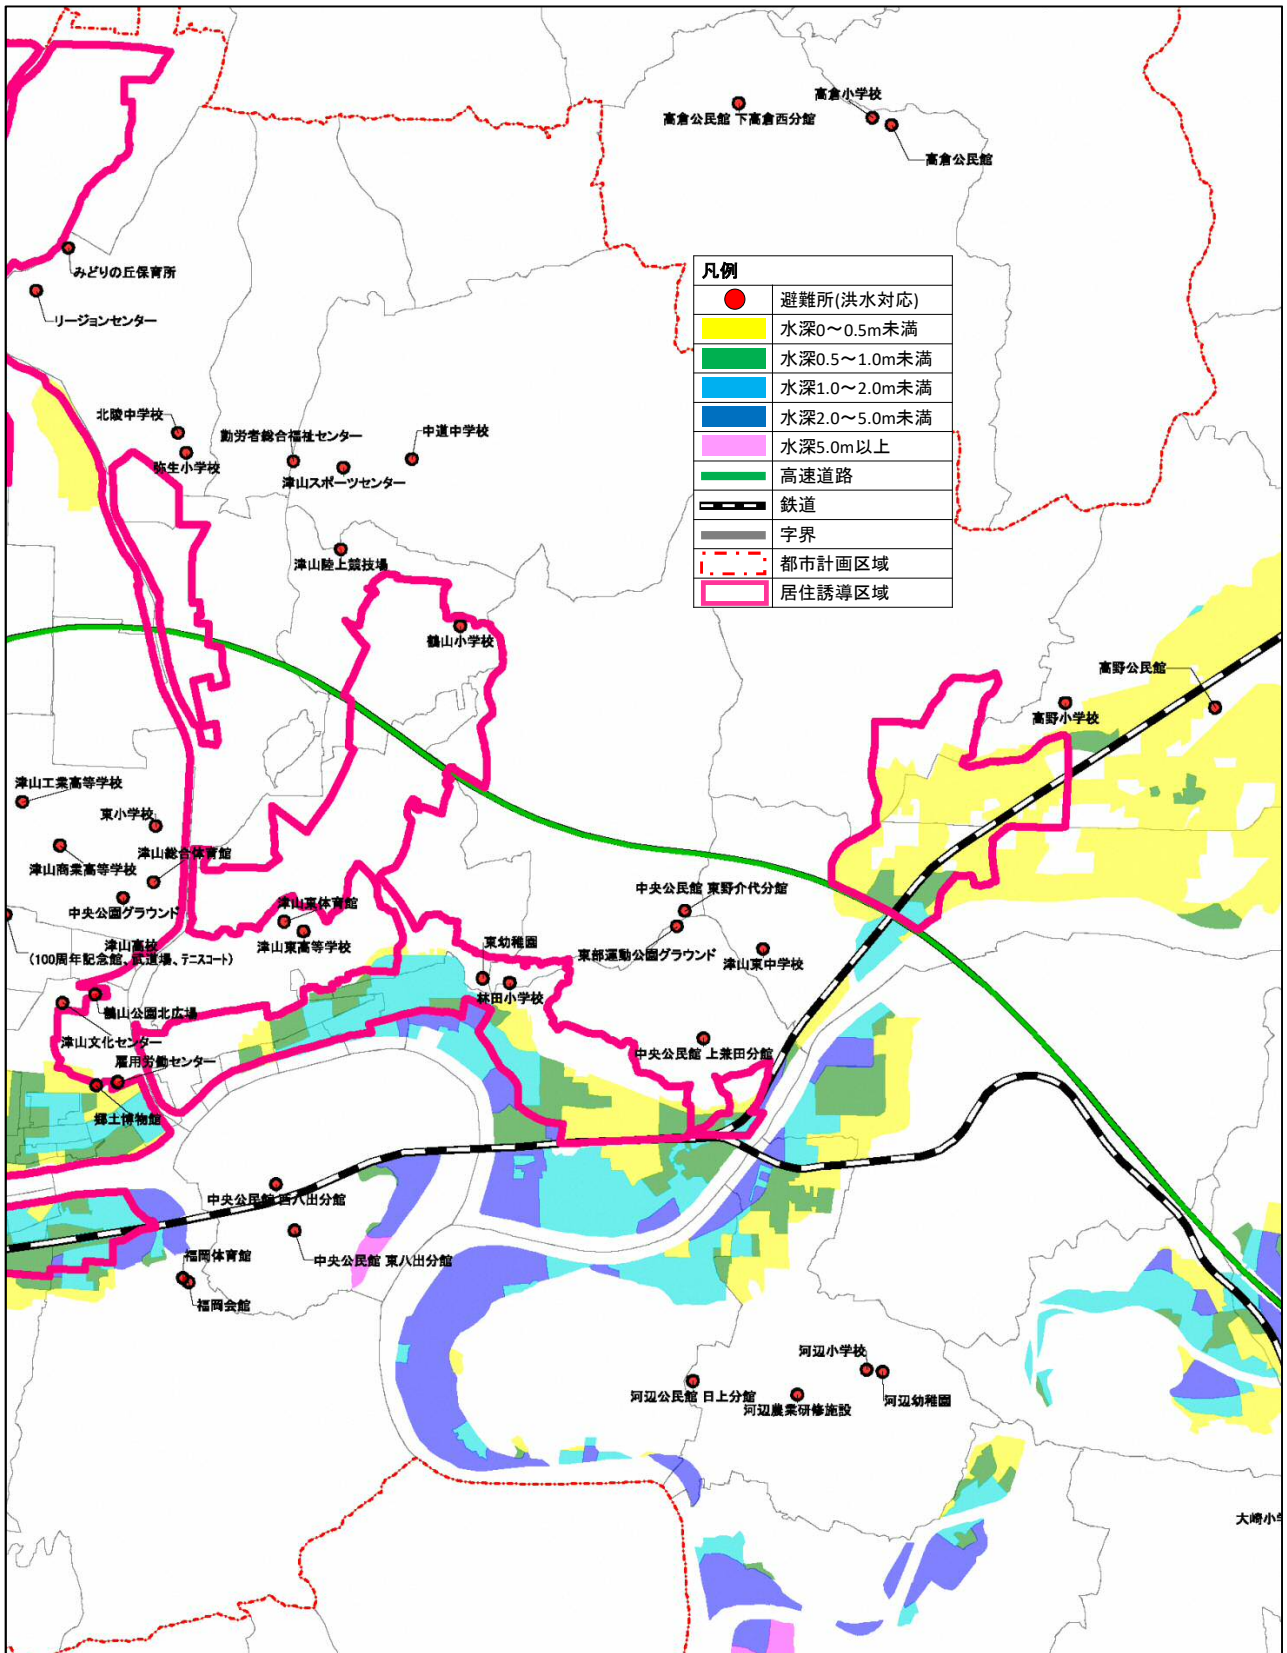 高倉小学校
高倉公民館 下高倉西分館
高倉公民館
みどりの丘保育所
リージョンセンター
凡例
避難所(洪水対応)
水深0～0.5m未満
水深0.5～1.0m未満
水深1.0～2.0m未満
水深2.0～5.0m未満
水深5.0m以上
高速道路
鉄道
字界
都市計画区域
居住誘導区域
北陵中学校
弥生小学校
勤労者総合福祉センター
中道中学校
津山スポーツセンター
津山陸上競技場
鶴山小学校
高野公民館
高野小学校
津山工業高等学校
東小学校
津山総合体育館
津山商業高等学校
中央公園グラウンド
津山東体育館
津山高校
(100周年記念館、武道場、テニスコート)
津山東高等学校
東幼稚園
林田小学校
中央公民館 東野介代分館
東部運動公園グラウンド
津山東中学校
鶴山公園北広場
津山文化センター
雇用労働センター
郷土博物館
中央公民館 上兼田分館
中央公民館 西八出分館
中央公民館 東八出分館
福岡体育館
福岡会館
河辺小学校
河辺公民館 日上分館
河辺農業研修施設
河辺幼稚園
大崎小学